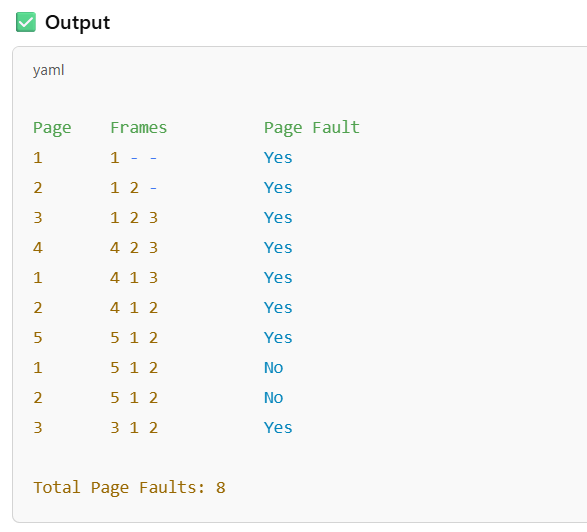 ✅ Output
yaml
Page Frames Page Fault
1 1 - - Yes
2 1 2 - Yes
3 1 2 3 Yes
4 4 2 3 Yes
1 4 1 3 Yes
2 4 1 2 Yes
5 5 1 2 Yes
1 5 1 2 No
2 5 1 2 No
3 3 1 2 Yes
Total Page Faults: 8